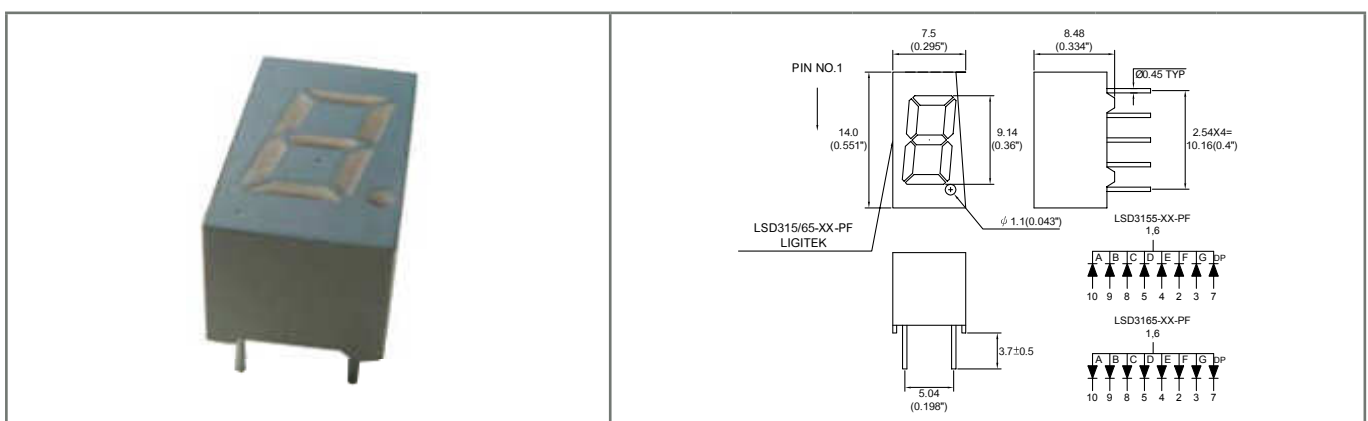 7.5
(0.295")
8.48
(0.334")
PIN NO.1
Ø0.45 TYP
14.0
(0.551")
9.14
(0.36")
2.54X4=
10.16(0.4")
ϕ 1.1(0.043")
LSD315/65-XX-PF
LIGITEK
LSD3155-XX-PF
1,6
A B C D E F G DP
10 9 8 5 4 2 3 7
3.7±0.5
5.04
(0.198")
LSD3165-XX-PF
1,6
A B C D E F G DP
10 9 8 5 4 2 3 7